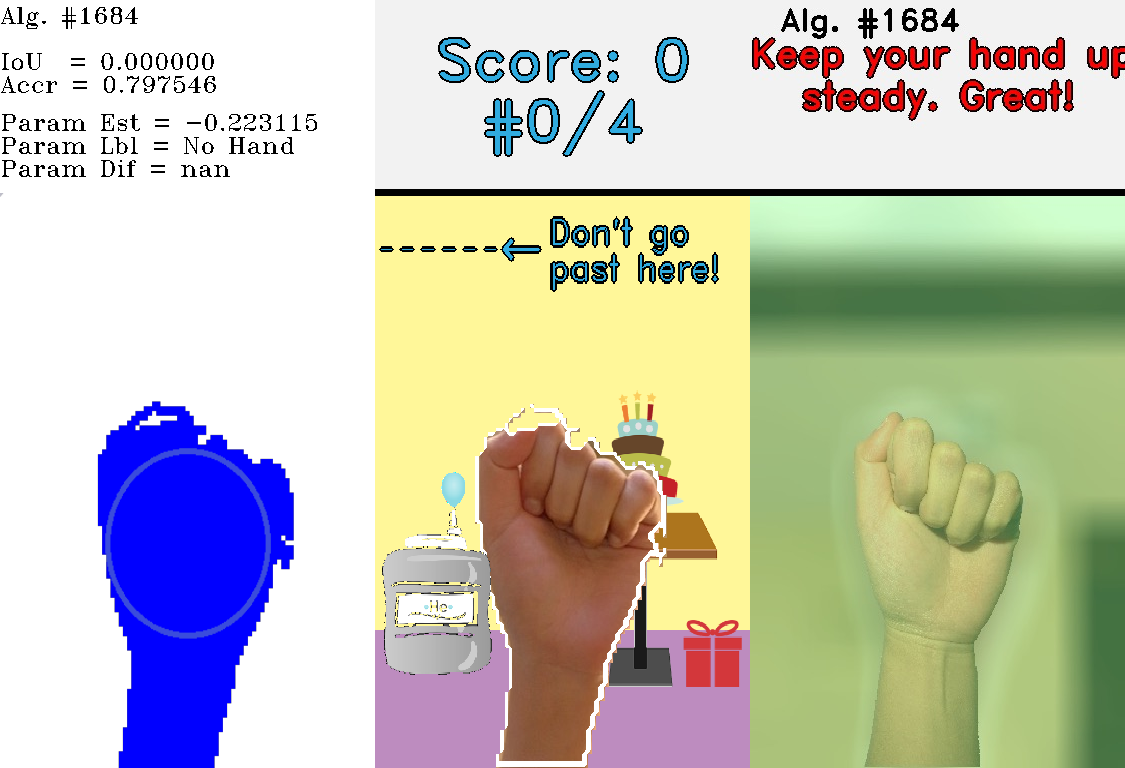 Alg. #1684
IoU = 0.000000
Accr = 0.797546
Param Est = -0.223115
Param Lbl = No Hand
Param Dif = nan
Score: 0
#0/4
Alg. #1684
Keep your hand up
steady. Great!
Don't go
past here!